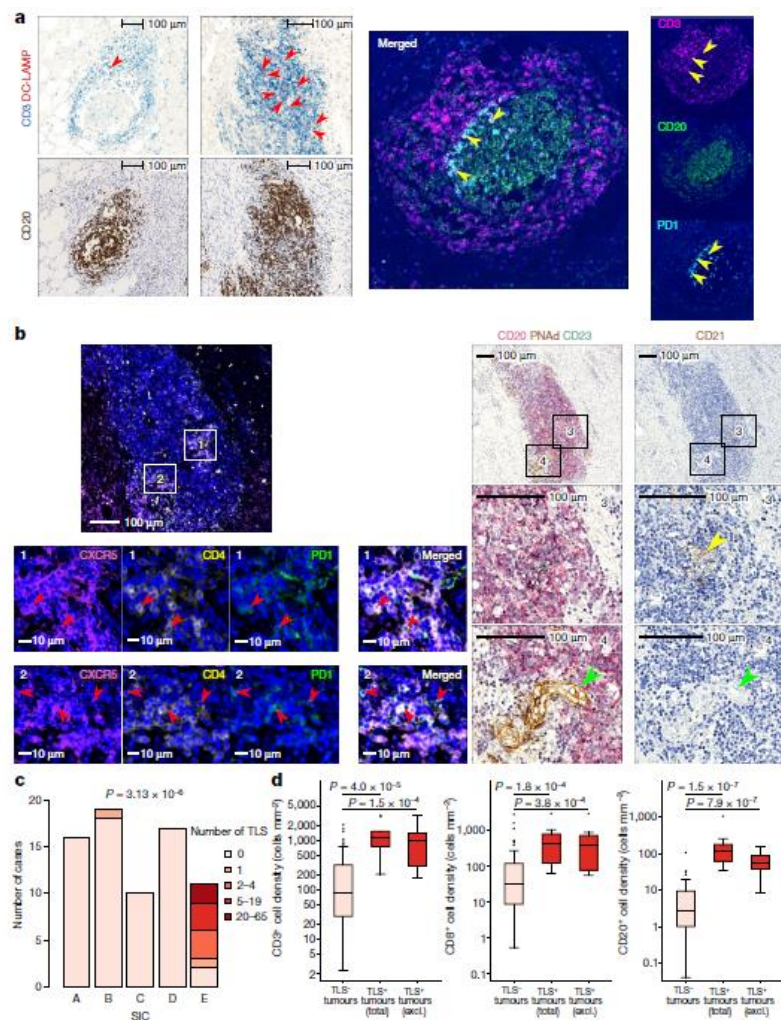 a
100 μm
100 μm
CD3 DC-LAMP
CD20
100 μm
100 μm
Merged
CD3
CD20
PD1
b
1
2
100 μm
1 CXCR5
10 μm
1 CD4
10 μm
1 PD1
10 μm
1 Merged
10 μm
2 CXCR5
10 μm
2 CD4
10 μm
2 PD1
10 μm
2 Merged
10 μm
CD20 PNAd CD23
100 μm
3
4
CD21
100 μm
3
4
100 μm
3
100 μm
3
100 μm
4
100 μm
4
c
P = 3.13 × 10⁻⁶
Number of cases
20
15
10
5
0
A B C D E
SIC
Number of TLS
0
1
2–4
5–19
20–65
d
P = 4.0 × 10⁻⁵
P = 1.5 × 10⁻⁴
CD3⁺ cell density (cells mm⁻²)
5,000
2,000
1,000
500
200
100
50
20
10
5
2
TLS⁻ tumours
TLS⁺ tumours (total)
TLS⁺ tumours (excl.)
P = 1.8 × 10⁻⁴
P = 3.8 × 10⁻⁴
CD8⁺ cell density (cells mm⁻²)
1,000
100
10
1
0.1
TLS⁻ tumours
TLS⁺ tumours (total)
TLS⁺ tumours (excl.)
P = 1.5 × 10⁻⁷
P = 7.9 × 10⁻⁷
CD20⁺ cell density (cells mm⁻²)
1,000
100
10
1
0.1
TLS⁻ tumours
TLS⁺ tumours (total)
TLS⁺ tumours (excl.)